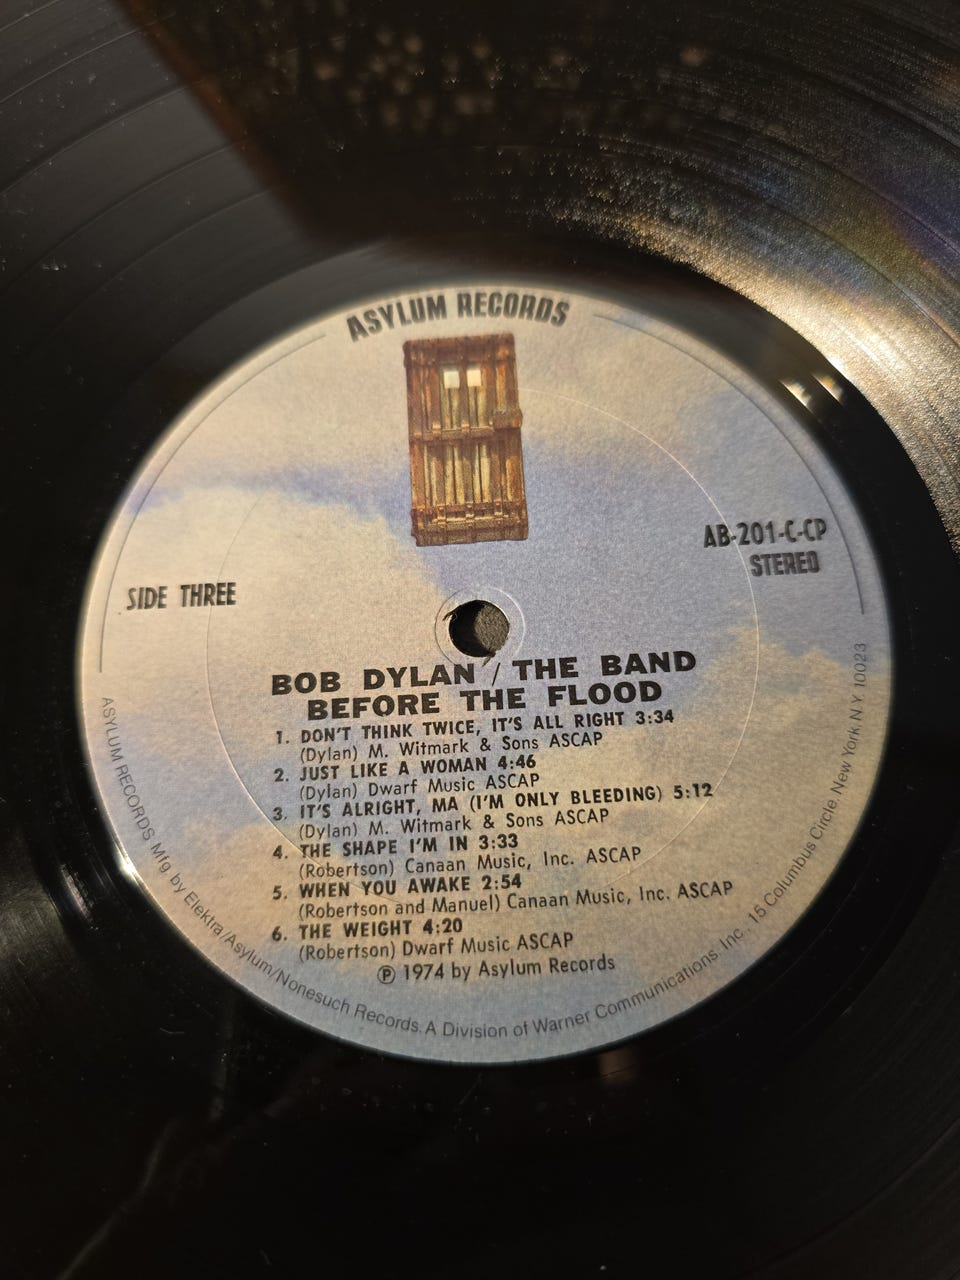 ASYLUM RECORDS
AB-201-C-CP
STEREO
SIDE THREE
BOB DYLAN / THE BAND
BEFORE THE FLOOD
1. DON'T THINK TWICE, IT'S ALL RIGHT 3:34
(Dylan) M. Witmark & Sons ASCAP
2. JUST LIKE A WOMAN 4:46
(Dylan) Dwarf Music ASCAP
3. IT'S ALRIGHT, MA (I'M ONLY BLEEDING) 5:12
(Dylan) M. Witmark & Sons ASCAP
4. THE SHAPE I'M IN 3:33
(Robertson) Canaan Music, Inc. ASCAP
5. WHEN YOU AWAKE 2:54
(Robertson and Manuel) Canaan Music, Inc. ASCAP
6. THE WEIGHT 4:20
(Robertson) Dwarf Music ASCAP
℗ 1974 by Asylum Records
ASYLUM RECORDS Mfg by Elektra/Asylum/Nonesuch Records. A Division of Warner Communications, Inc. 15 Columbus Circle, New York N Y 10023